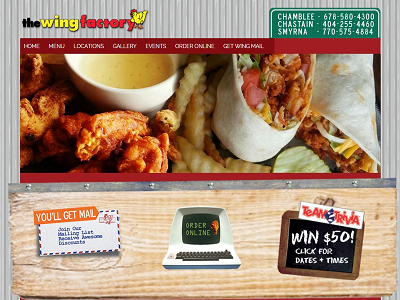 the wing factory
CHAMBLEE - 678-580-4300
CHASTAIN - 404-255-4460
SMYRNA - 770-575-4884
HOME MENU LOCATIONS GALLERY EVENTS ORDER ONLINE GET WING MAIL
YOU'LL GET MAIL
Join Our
Mailing List
Receive Awesome
Discounts
ORDER
ONLINE
TEAM TRIVIA
WIN $50!
CLICK FOR
DATES + TIMES